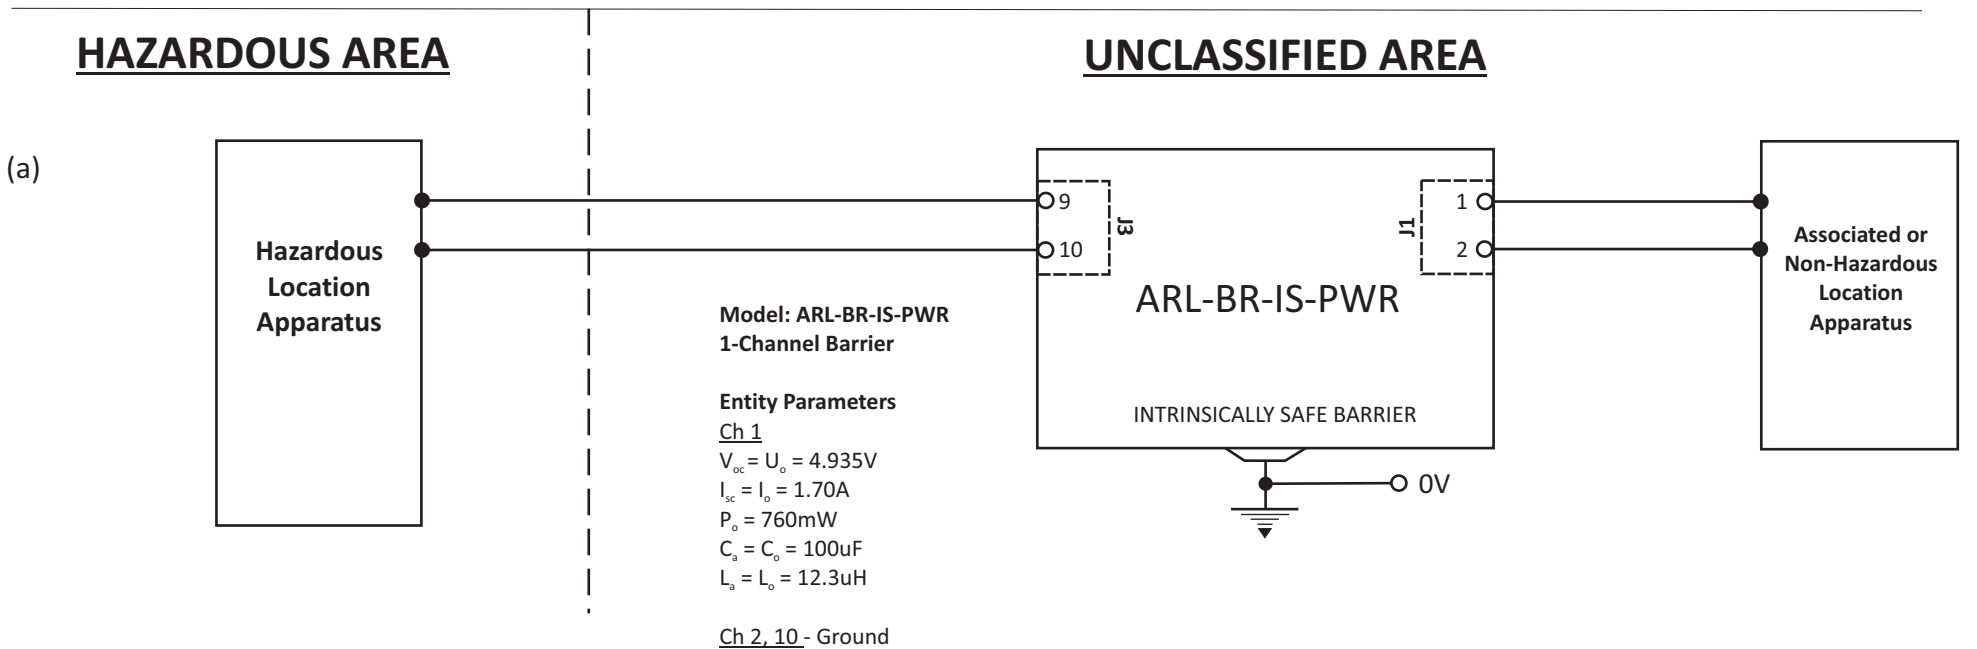 HAZARDOUS AREA
UNCLASSIFIED AREA
(a)
Hazardous
Location
Apparatus
9
10
J3
1
2
J1
ARL-BR-IS-PWR
INTRINSICALLY SAFE BARRIER
0V
Associated or
Non-Hazardous
Location
Apparatus
Model: ARL-BR-IS-PWR
1-Channel Barrier
Entity Parameters
Ch 1
Voc = Uo = 4.935V
Isc = Io = 1.70A
Po = 760mW
Ca = Co = 100uF
La = Lo = 12.3uH
Ch 2, 10 - Ground